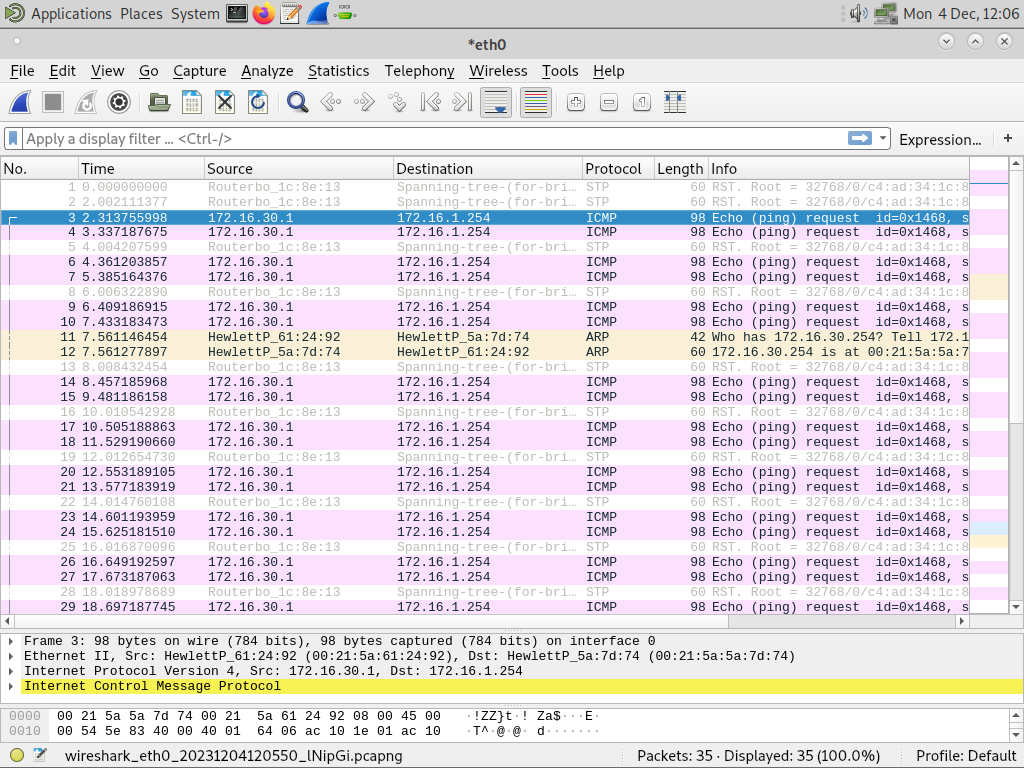 Applications Places System Mon 4 Dec, 12:06
*eth0
File Edit View Go Capture Analyze Statistics Telephony Wireless Tools Help
Apply a display filter ... <Ctrl-/> Expression... +
No. Time Source Destination Protocol Length Info
1 0.000000000 Routerbo_1c:8e:13 Spanning-tree-(for-bri… STP 60 RST. Root = 32768/0/c4:ad:34:1c:8
2 2.002111377 Routerbo_1c:8e:13 Spanning-tree-(for-bri… STP 60 RST. Root = 32768/0/c4:ad:34:1c:8
3 2.313755998 172.16.30.1 172.16.1.254 ICMP 98 Echo (ping) request id=0x1468, s
4 3.337187675 172.16.30.1 172.16.1.254 ICMP 98 Echo (ping) request id=0x1468, s
5 4.004207599 Routerbo_1c:8e:13 Spanning-tree-(for-bri… STP 60 RST. Root = 32768/0/c4:ad:34:1c:8
6 4.361203857 172.16.30.1 172.16.1.254 ICMP 98 Echo (ping) request id=0x1468, s
7 5.385164376 172.16.30.1 172.16.1.254 ICMP 98 Echo (ping) request id=0x1468, s
8 6.006322890 Routerbo_1c:8e:13 Spanning-tree-(for-bri… STP 60 RST. Root = 32768/0/c4:ad:34:1c:8
9 6.409186915 172.16.30.1 172.16.1.254 ICMP 98 Echo (ping) request id=0x1468, s
10 7.433183473 172.16.30.1 172.16.1.254 ICMP 98 Echo (ping) request id=0x1468, s
11 7.561146454 HewlettP_61:24:92 HewlettP_5a:7d:74 ARP 42 Who has 172.16.30.254? Tell 172.1
12 7.561277897 HewlettP_5a:7d:74 HewlettP_61:24:92 ARP 60 172.16.30.254 is at 00:21:5a:5a:7
13 8.008432454 Routerbo_1c:8e:13 Spanning-tree-(for-bri… STP 60 RST. Root = 32768/0/c4:ad:34:1c:8
14 8.457185968 172.16.30.1 172.16.1.254 ICMP 98 Echo (ping) request id=0x1468, s
15 9.481186158 172.16.30.1 172.16.1.254 ICMP 98 Echo (ping) request id=0x1468, s
16 10.010542928 Routerbo_1c:8e:13 Spanning-tree-(for-bri… STP 60 RST. Root = 32768/0/c4:ad:34:1c:8
17 10.505188863 172.16.30.1 172.16.1.254 ICMP 98 Echo (ping) request id=0x1468, s
18 11.529190660 172.16.30.1 172.16.1.254 ICMP 98 Echo (ping) request id=0x1468, s
19 12.012654730 Routerbo_1c:8e:13 Spanning-tree-(for-bri… STP 60 RST. Root = 32768/0/c4:ad:34:1c:8
20 12.553189105 172.16.30.1 172.16.1.254 ICMP 98 Echo (ping) request id=0x1468, s
21 13.577183919 172.16.30.1 172.16.1.254 ICMP 98 Echo (ping) request id=0x1468, s
22 14.014760108 Routerbo_1c:8e:13 Spanning-tree-(for-bri… STP 60 RST. Root = 32768/0/c4:ad:34:1c:8
23 14.601193959 172.16.30.1 172.16.1.254 ICMP 98 Echo (ping) request id=0x1468, s
24 15.625181510 172.16.30.1 172.16.1.254 ICMP 98 Echo (ping) request id=0x1468, s
25 16.016870096 Routerbo_1c:8e:13 Spanning-tree-(for-bri… STP 60 RST. Root = 32768/0/c4:ad:34:1c:8
26 16.649192597 172.16.30.1 172.16.1.254 ICMP 98 Echo (ping) request id=0x1468, s
27 17.673187063 172.16.30.1 172.16.1.254 ICMP 98 Echo (ping) request id=0x1468, s
28 18.018978689 Routerbo_1c:8e:13 Spanning-tree-(for-bri… STP 60 RST. Root = 32768/0/c4:ad:34:1c:8
29 18.697187745 172.16.30.1 172.16.1.254 ICMP 98 Echo (ping) request id=0x1468, s
Frame 3: 98 bytes on wire (784 bits), 98 bytes captured (784 bits) on interface 0
Ethernet II, Src: HewlettP_61:24:92 (00:21:5a:61:24:92), Dst: HewlettP_5a:7d:74 (00:21:5a:5a:7d:74)
Internet Protocol Version 4, Src: 172.16.30.1, Dst: 172.16.1.254
Internet Control Message Protocol
0000 00 21 5a 5a 7d 74 00 21 5a 61 24 92 08 00 45 00 ·!ZZ}t·! Za$···E·
0010 00 54 5e 83 40 00 40 01 64 06 ac 10 1e 01 ac 10 ·T^·@·@· d·······
wireshark_eth0_20231204120550_lNipGi.pcapng Packets: 35 · Displayed: 35 (100.0%) Profile: Default